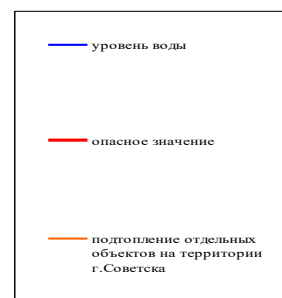 уровень воды
опасное значение
подтопление отдельных
объектов на территории
г.Советска